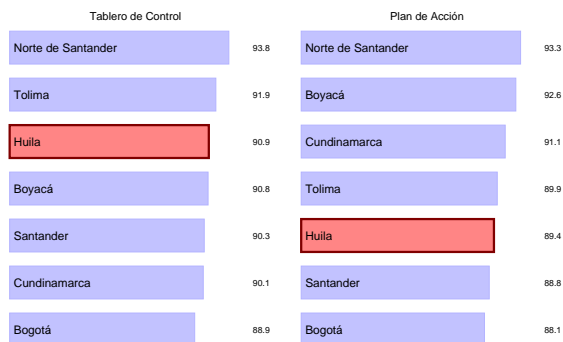 Tablero de Control
Norte de Santander 93.8
Tolima 91.9
Huila 90.9
Boyacá 90.8
Santander 90.3
Cundinamarca 90.1
Bogotá 88.9
Plan de Acción
Norte de Santander 93.3
Boyacá 92.6
Cundinamarca 91.1
Tolima 89.9
Huila 89.4
Santander 88.8
Bogotá 88.1